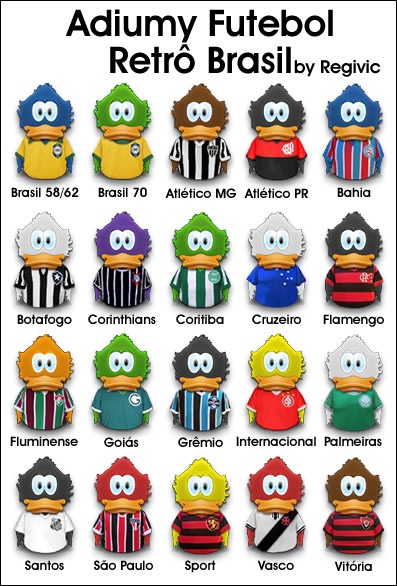 Adiumy Futebol
Retrô Brasil by Regivic
Brasil 58/62 Brasil 70 Atlético MG Atlético PR Bahia
Botafogo Corinthians Coritiba Cruzeiro Flamengo
Fluminense Goiás Grêmio Internacional Palmeiras
Santos São Paulo Sport Vasco Vitória